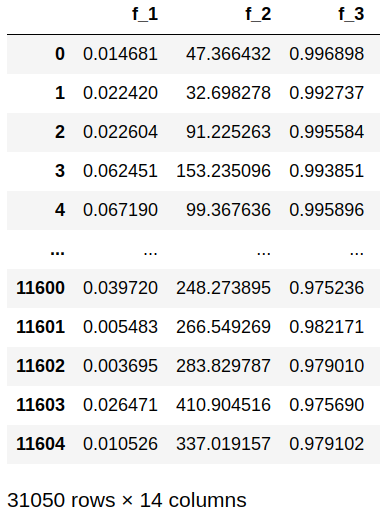 f_1 f_2 f_3
0 0.014681 47.366432 0.996898
1 0.022420 32.698278 0.992737
2 0.022604 91.225263 0.995584
3 0.062451 153.235096 0.993851
4 0.067190 99.367636 0.995896
... ... ... ...
11600 0.039720 248.273895 0.975236
11601 0.005483 266.549269 0.982171
11602 0.003695 283.829787 0.979010
11603 0.026471 410.904516 0.975690
11604 0.010526 337.019157 0.979102
31050 rows × 14 columns